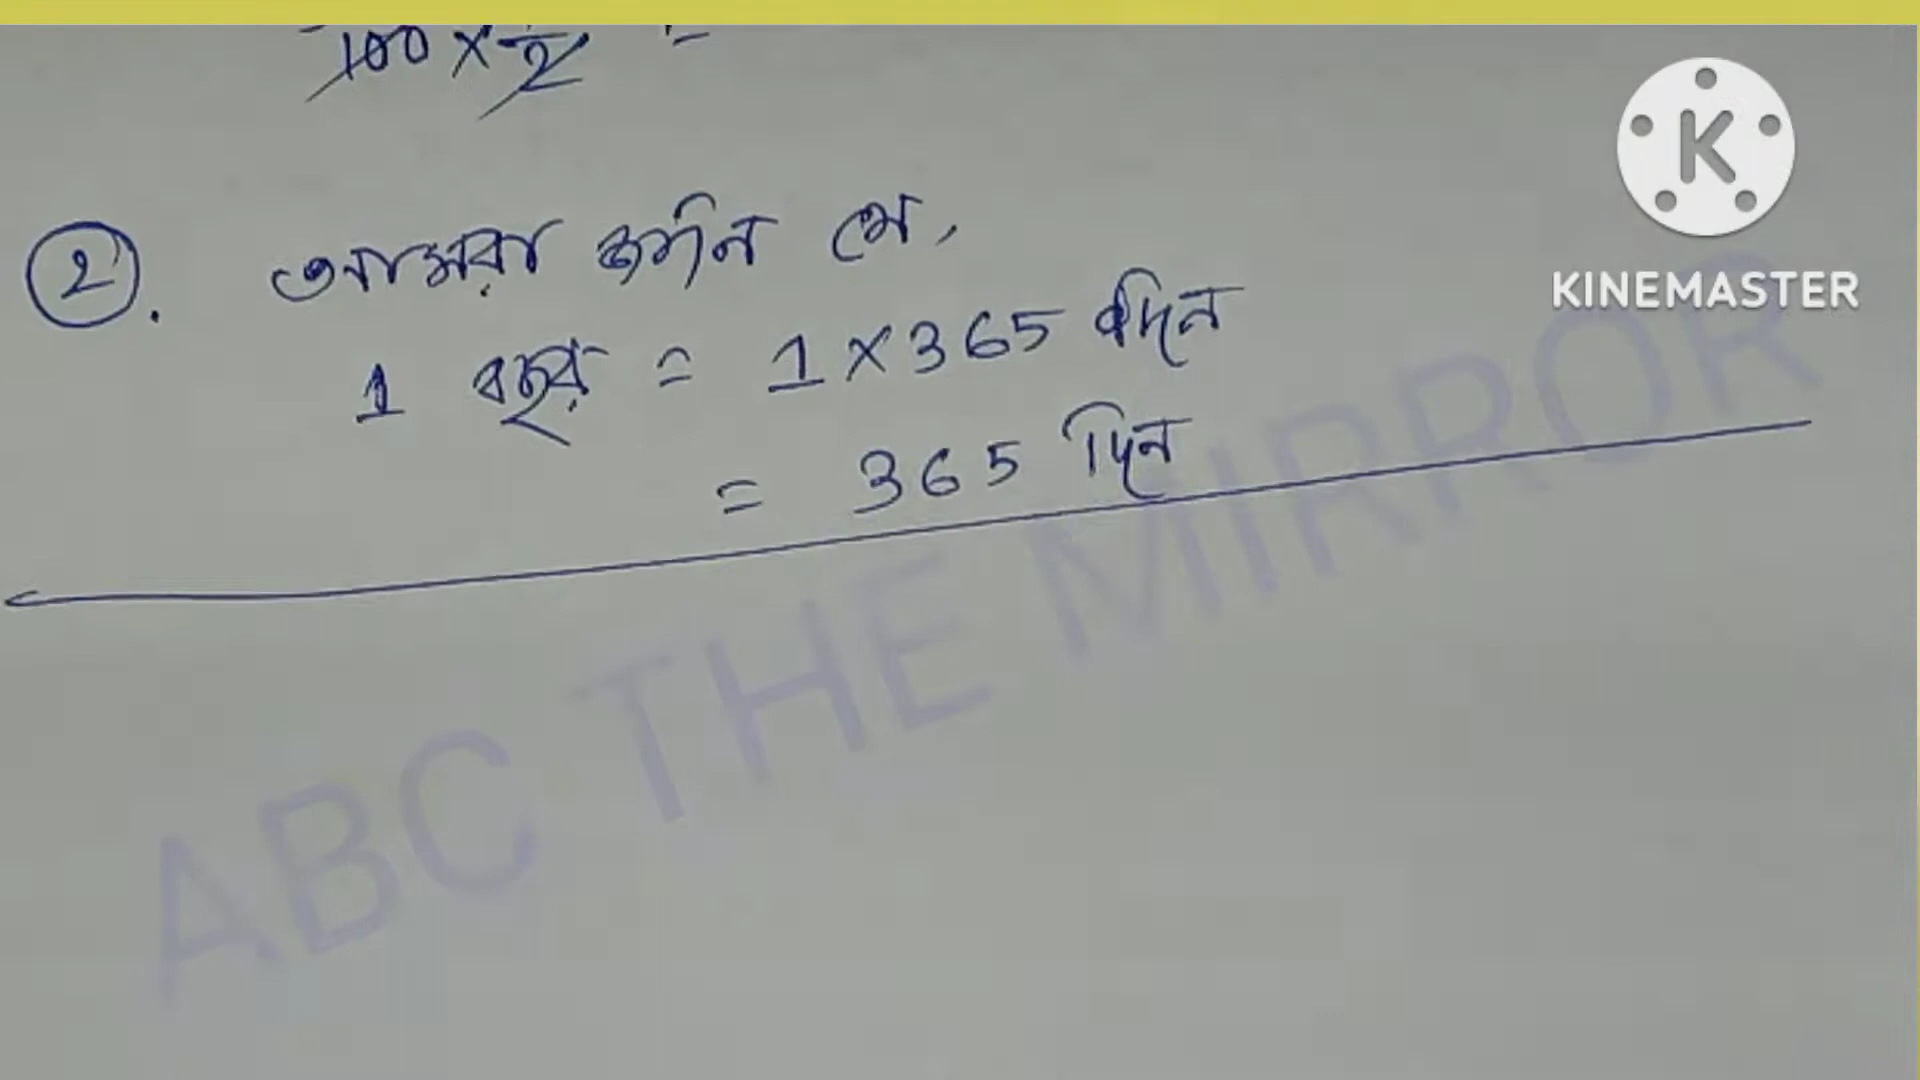 100 × 2 =
2. আমরা জানি যে,
1 বছর = 1 × 365 দিন
= 365 দিন
K
KINEMASTER
ABC THE MIRROR